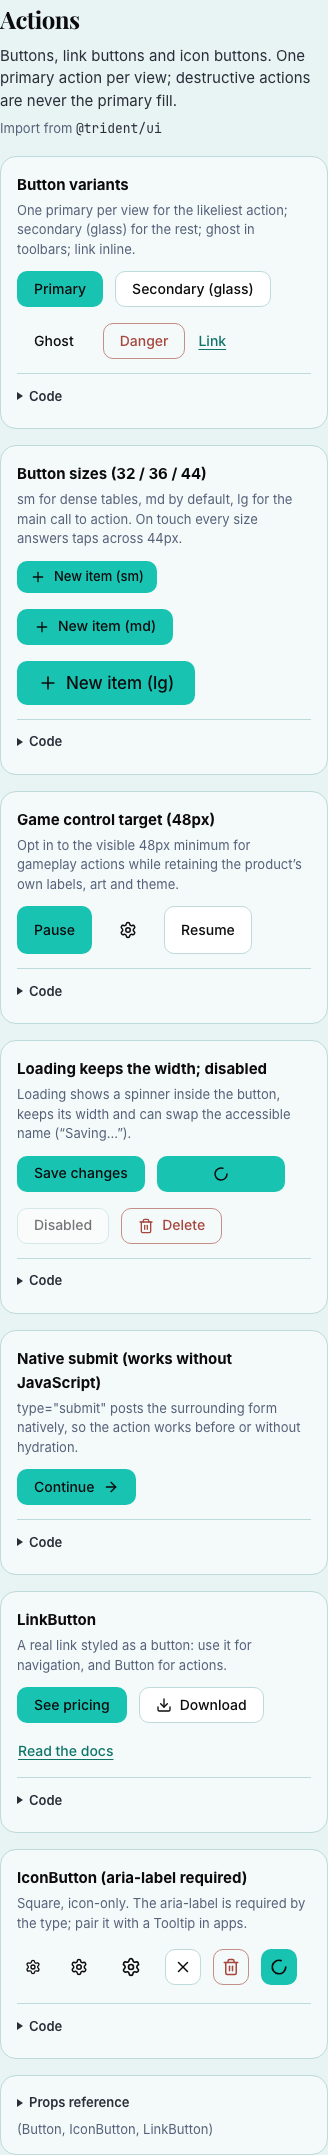 Actions
Buttons, link buttons and icon buttons. One
primary action per view; destructive actions
are never the primary fill.
Import from @trident/ui
Button variants
One primary per view for the likeliest action;
secondary (glass) for the rest; ghost in
toolbars; link inline.
Primary
Secondary (glass)
Ghost
Danger
Link
Code
Button sizes (32 / 36 / 44)
sm for dense tables, md by default, lg for the
main call to action. On touch every size
answers taps across 44px.
New item (sm)
New item (md)
New item (lg)
Code
Game control target (48px)
Opt in to the visible 48px minimum for
gameplay actions while retaining the product’s
own labels, art and theme.
Pause
Resume
Code
Loading keeps the width; disabled
Loading shows a spinner inside the button,
keeps its width and can swap the accessible
name (“Saving…”).
Save changes
Disabled
Delete
Code
Native submit (works without
JavaScript)
type="submit" posts the surrounding form
natively, so the action works before or without
hydration.
Continue
Code
LinkButton
A real link styled as a button: use it for
navigation, and Button for actions.
See pricing
Download
Read the docs
Code
IconButton (aria-label required)
Square, icon-only. The aria-label is required by
the type; pair it with a Tooltip in apps.
Code
Props reference
(Button, IconButton, LinkButton)